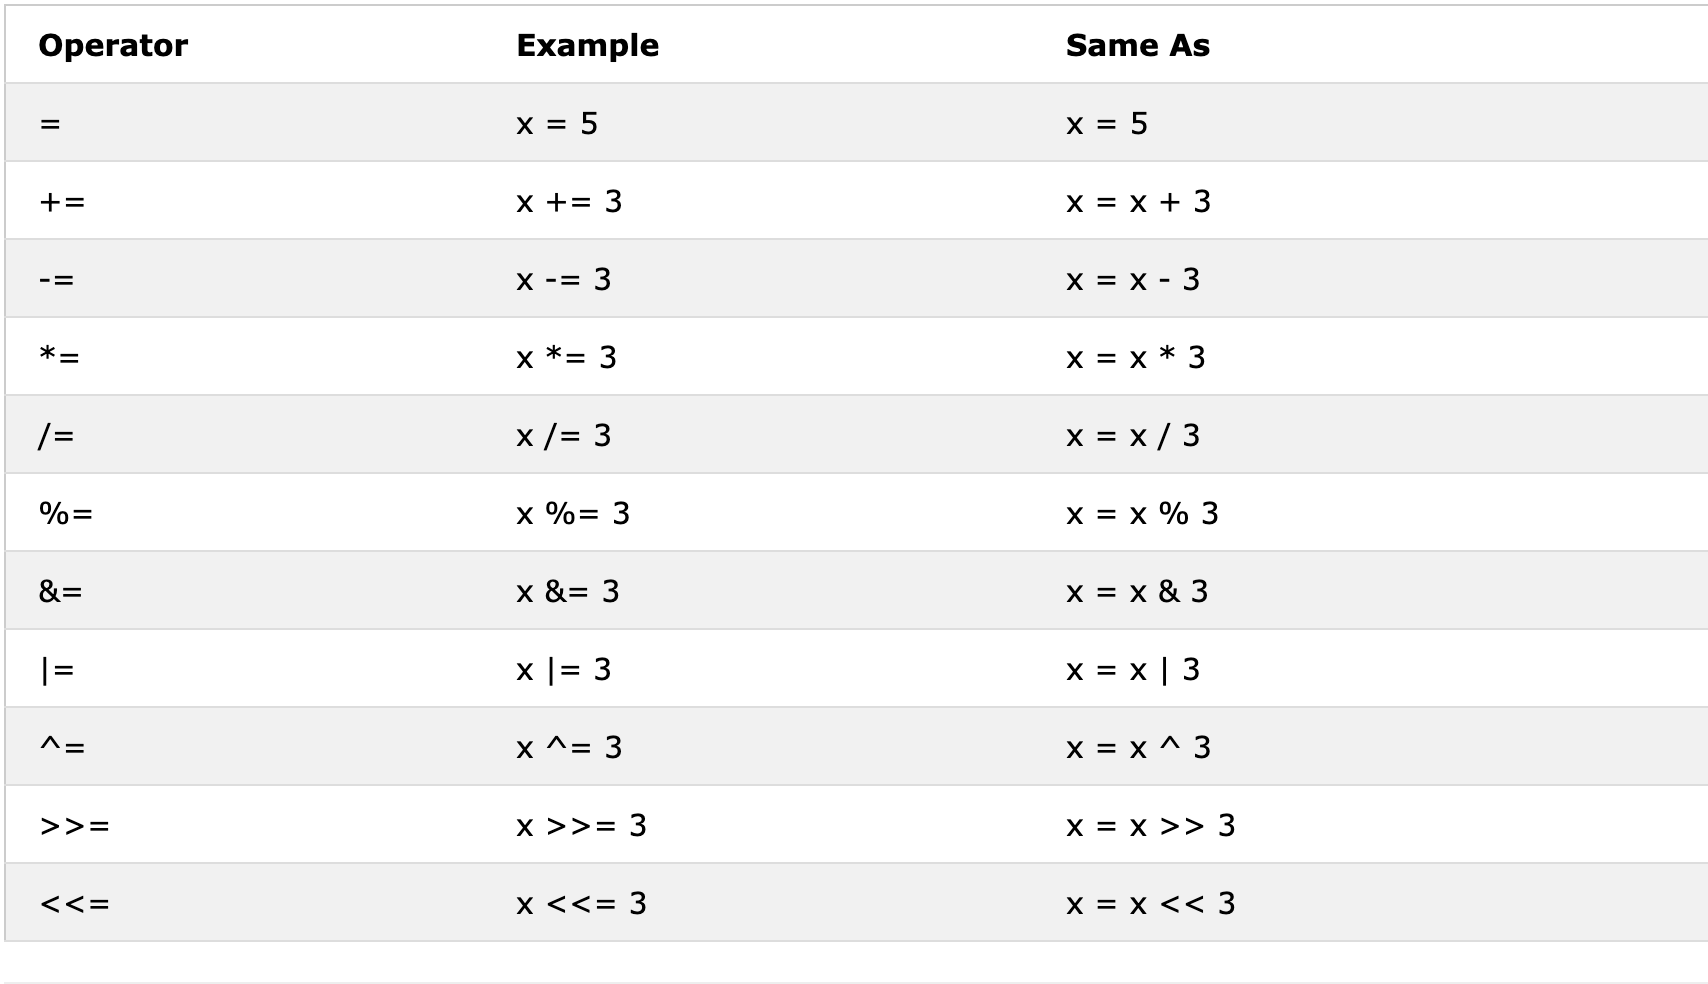 Operator Example Same As
= x = 5 x = 5
+= x += 3 x = x + 3
-= x -= 3 x = x - 3
*= x *= 3 x = x * 3
/= x /= 3 x = x / 3
%= x %= 3 x = x % 3
&= x &= 3 x = x & 3
|= x |= 3 x = x | 3
^= x ^= 3 x = x ^ 3
>>= x >>= 3 x = x >> 3
<<= x <<= 3 x = x << 3